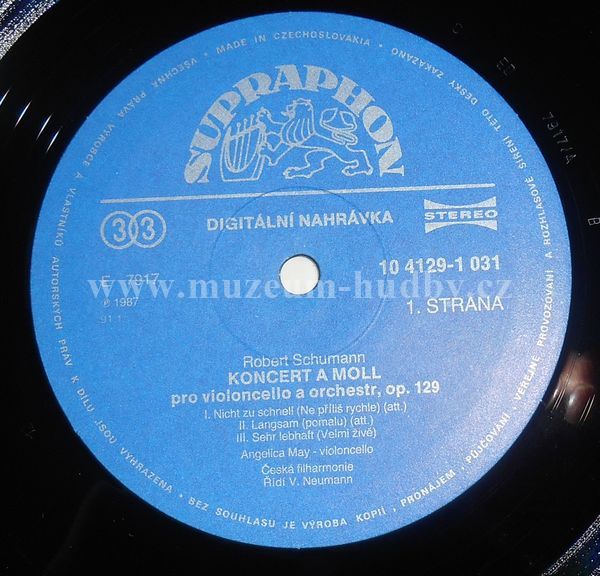 VŠECHNA PRÁVA VÝROBCE A VLASTNÍKŮ AUTORSKÝCH PRÁV K DÍLU JSOU VYHRAZENA • BEZ SOUHLASU JE VÝROBA KOPIÍ, PRONÁJEM, PŮJČOVÁNÍ, VEŘEJNÉ PROVOZOVÁNÍ A ROZHLASOVÉ ŠÍŘENÍ TÉTO DESKY ZAKÁZÁNO • MADE IN CZECHOSLOVAKIA •
SUPRAPHON
33
DIGITÁLNÍ NAHRÁVKA
STEREO
E 7917
10 4129-1 031
℗ 1987
1. STRANA
www.muzeum-hudby.cz
Robert Schumann
KONCERT A MOLL
pro violoncello a orchestr, op. 129
I. Nicht zu schnell (Ne příliš rychle) (att.)
II. Langsam (pomalu) (att.)
III. Sehr lebhaft (Velmi živě)
Angelica May - violoncello
Česká filharmonie
Řídí V. Neumann